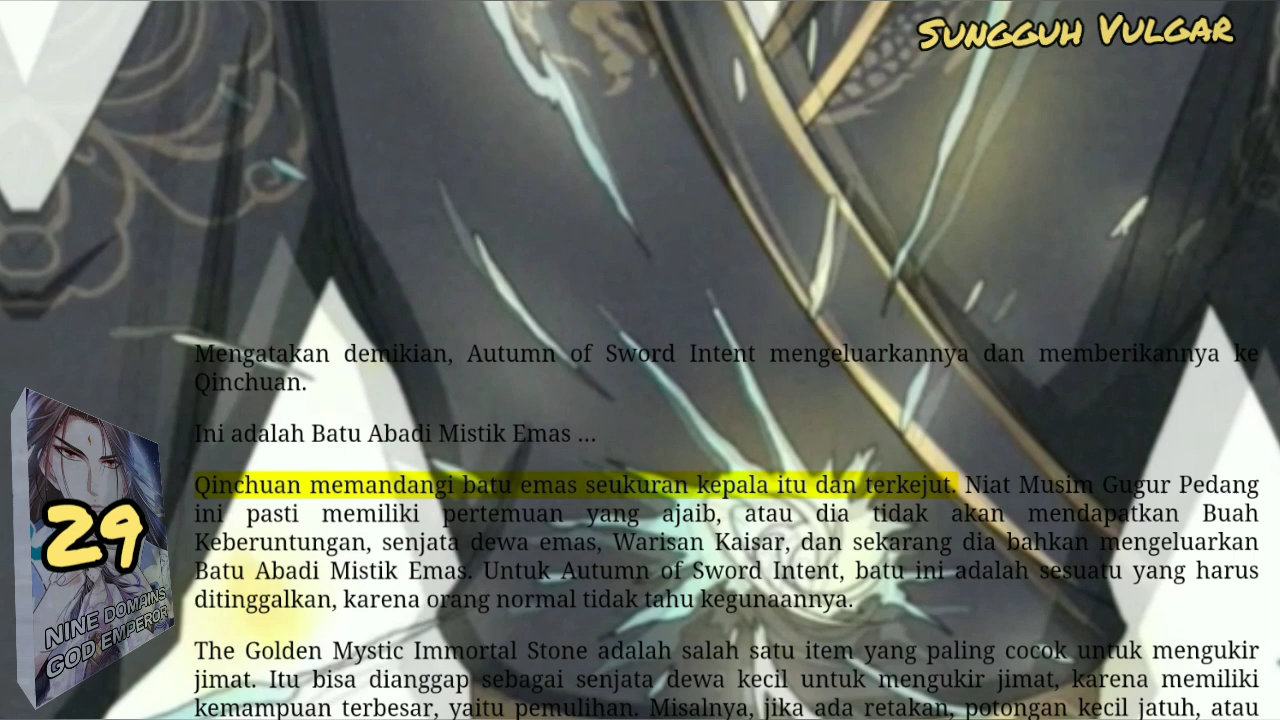 Sungguh Vulgar
Mengatakan demikian, Autumn of Sword Intent mengeluarkannya dan memberikannya ke
Qinchuan.
Ini adalah Batu Abadi Mistik Emas ...
Qinchuan memandangi batu emas seukuran kepala itu dan terkejut. Niat Musim Gugur Pedang
ini pasti memiliki pertemuan yang ajaib, atau dia tidak akan mendapatkan Buah
Keberuntungan, senjata dewa emas, Warisan Kaisar, dan sekarang dia bahkan mengeluarkan
Batu Abadi Mistik Emas. Untuk Autumn of Sword Intent, batu ini adalah sesuatu yang harus
ditinggalkan, karena orang normal tidak tahu kegunaannya.
The Golden Mystic Immortal Stone adalah salah satu item yang paling cocok untuk mengukir
jimat. Itu bisa dianggap sebagai senjata dewa kecil untuk mengukir jimat, karena memiliki
kemampuan terbesar, yaitu pemulihan. Misalnya, jika ada retakan, potongan kecil jatuh, atau
29
NINE DOMAINS
GOD EMPEROR